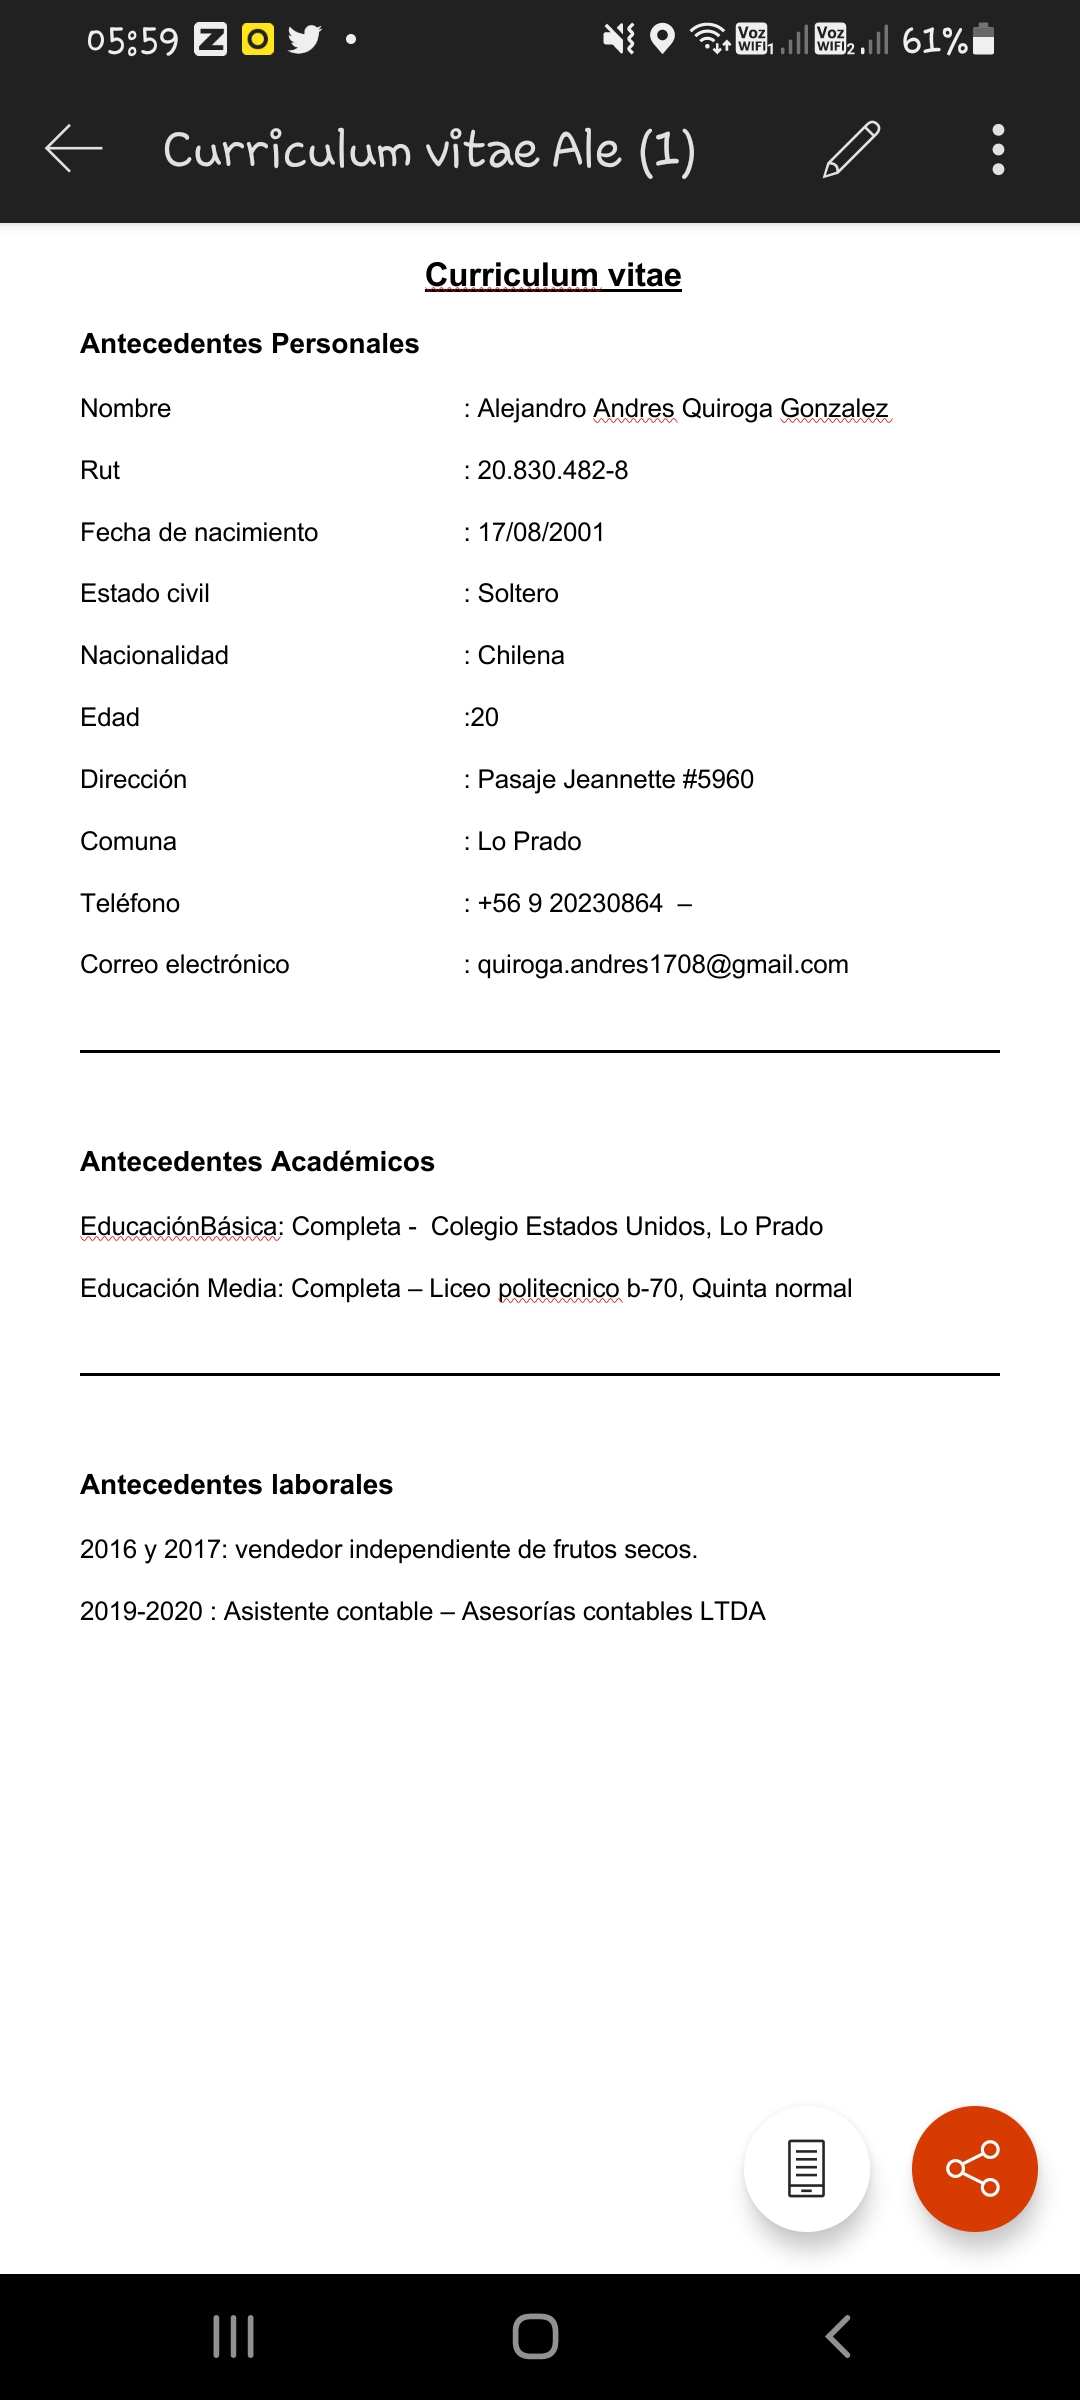 05:59 Z Voz WIFI 1 Voz WIFI 2 61%
Curriculum vitae Ale (1)
Curriculum vitae
Antecedentes Personales
Nombre : Alejandro Andres Quiroga Gonzalez
Rut : 20.830.482-8
Fecha de nacimiento : 17/08/2001
Estado civil : Soltero
Nacionalidad : Chilena
Edad :20
Dirección : Pasaje Jeannette #5960
Comuna : Lo Prado
Teléfono : +56 9 20230864 –
Correo electrónico : quiroga.andres1708@gmail.com
Antecedentes Académicos
EducaciónBásica: Completa - Colegio Estados Unidos, Lo Prado
Educación Media: Completa – Liceo politecnico b-70, Quinta normal
Antecedentes laborales
2016 y 2017: vendedor independiente de frutos secos.
2019-2020 : Asistente contable – Asesorías contables LTDA